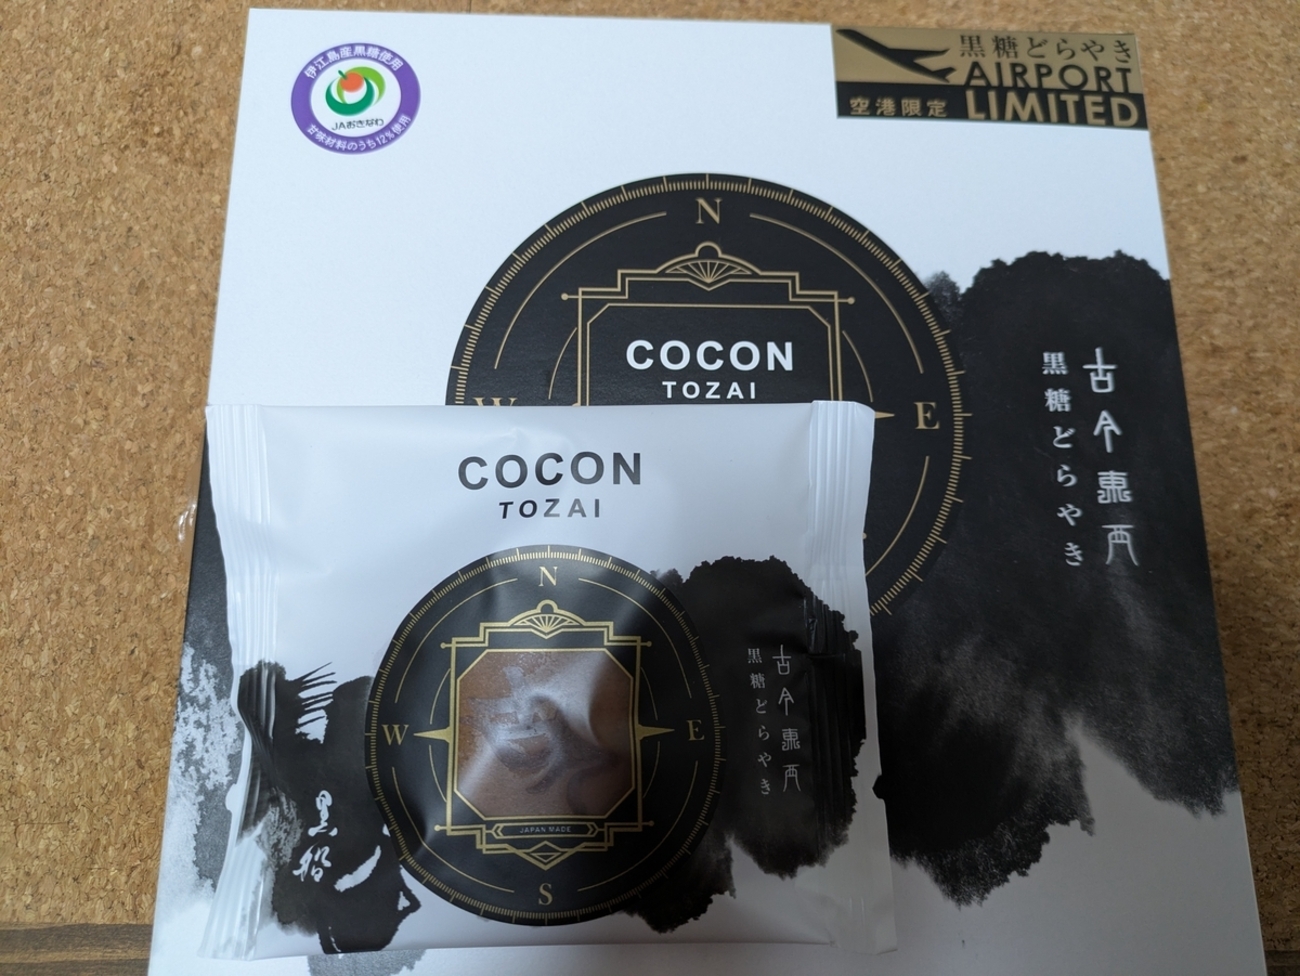 伊江島産黒糖使用
JAおきなわ
甘味材料のうち12%使用
黒糖どらやき
AIRPORT
空港限定
LIMITED
N
COCON
TOZAI
W
E
古今東西
黒糖どらやき
COCON
TOZAI
N
W
E
JAPAN MADE
S
古今東西
黒糖どらやき
黒船